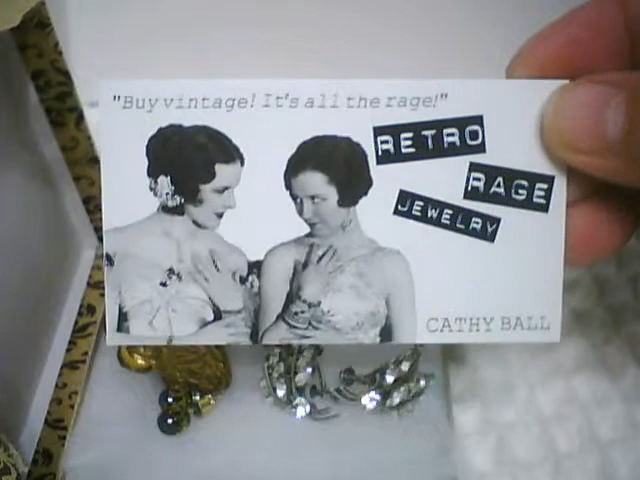 "Buy vintage! It's all the rage!"
RETRO
RAGE
JEWELRY
CATHY BALL